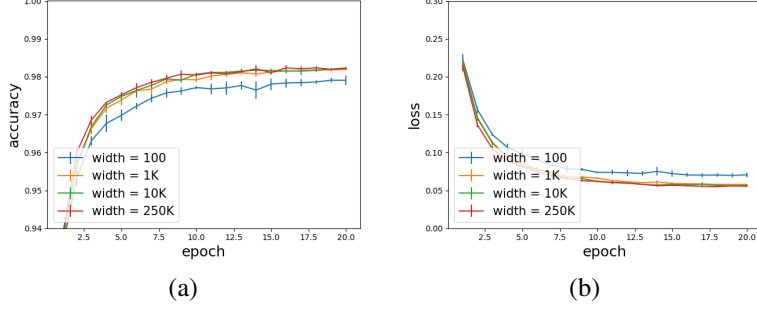 1.00
0.99
0.98
0.97
0.96
0.95
0.94
accuracy
width = 100
width = 1K
width = 10K
width = 250K
2.5 5.0 7.5 10.0 12.5 15.0 17.5 20.0
epoch
(a)
0.30
0.25
0.20
0.15
0.10
0.05
0.00
loss
width = 100
width = 1K
width = 10K
width = 250K
2.5 5.0 7.5 10.0 12.5 15.0 17.5 20.0
epoch
(b)